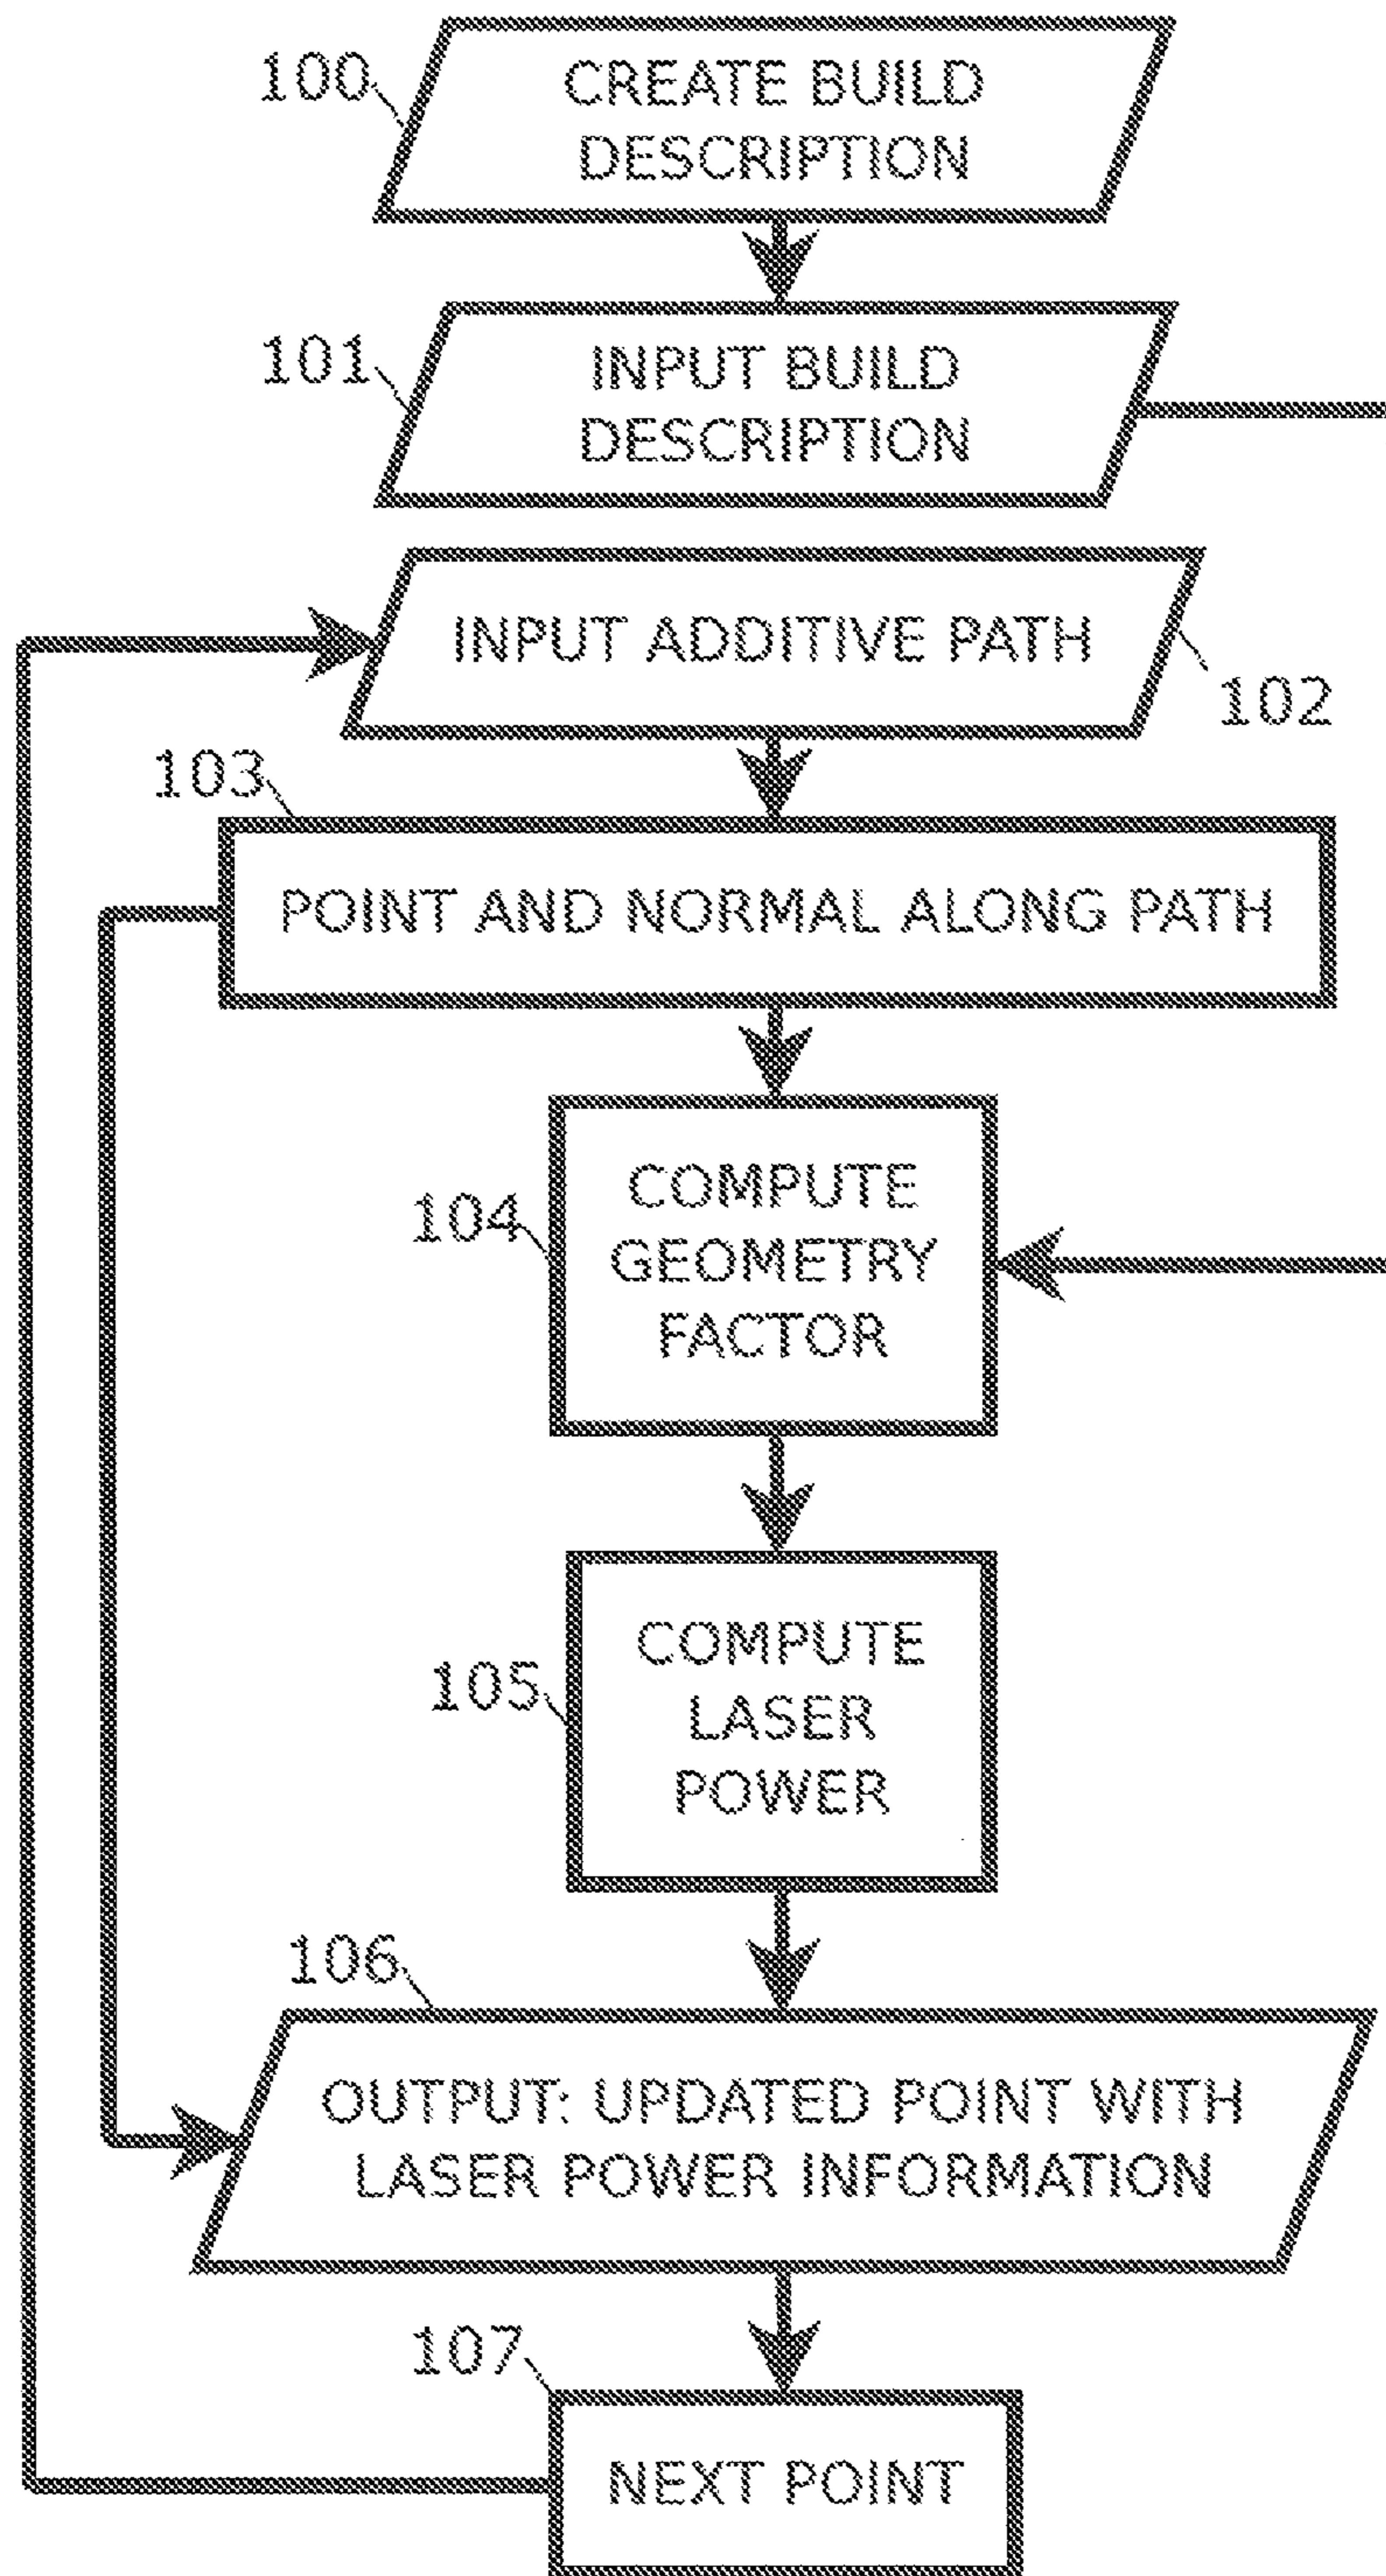 100
CREATE BUILD
DESCRIPTION
101
INPUT BUILD
DESCRIPTION
INPUT ADDITIVE PATH
102
103
POINT AND NORMAL ALONG PATH
104
COMPUTE
GEOMETRY
FACTOR
105
COMPUTE
LASER
POWER
106
OUTPUT: UPDATED POINT WITH
LASER POWER INFORMATION
107
NEXT POINT